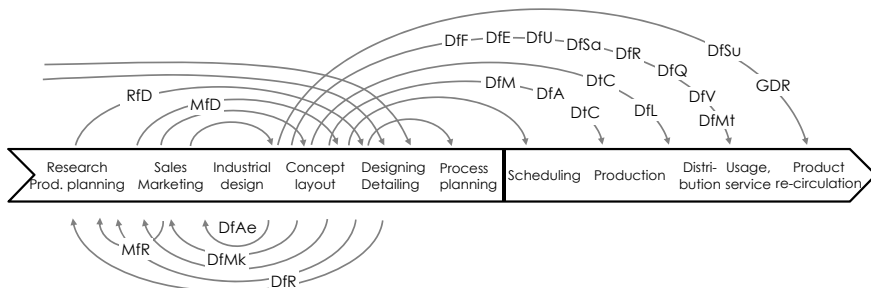 DfF DfE DfU DfSa DfR DfQ DfV DfMt
DfSu
GDR
DfM DfA DtC
DtC DfL
RfD
MfD
Research
Prod. planning
Sales
Marketing
Industrial
design
Concept
layout
Designing
Detailing
Process
planning
Scheduling
Production
Distri-
bution
Usage,
service
Product
re-circulation
DfAe
MfR
DfMk
DfR